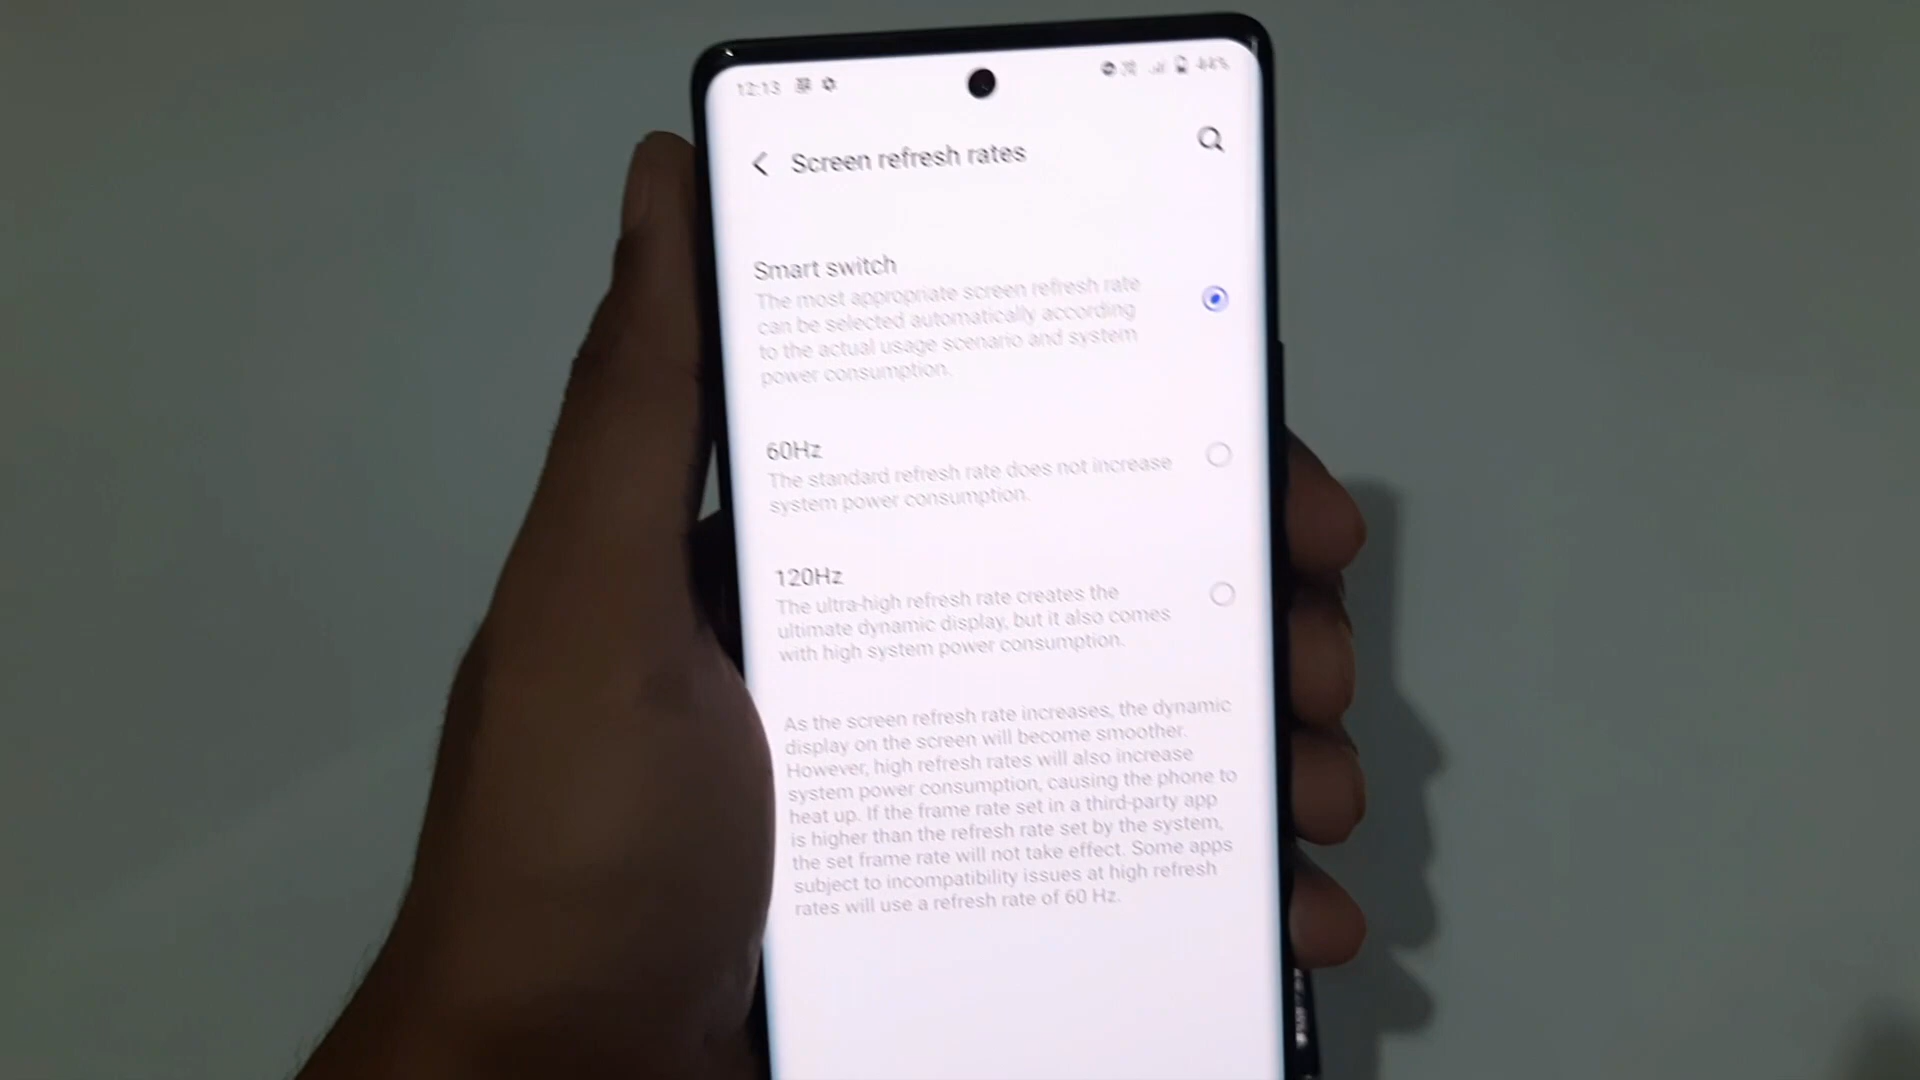 12:13
44%
Screen refresh rates
Smart switch
The most appropriate screen refresh rate
can be selected automatically according
to the actual usage scenario and system
power consumption.
60Hz
The standard refresh rate does not increase
system power consumption.
120Hz
The ultra-high refresh rate creates the
ultimate dynamic display, but it also comes
with high system power consumption.
As the screen refresh rate increases, the dynamic
display on the screen will become smoother.
However, high refresh rates will also increase
system power consumption, causing the phone to
heat up. If the frame rate set in a third-party app
is higher than the refresh rate set by the system,
the set frame rate will not take effect. Some apps
subject to incompatibility issues at high refresh
rates will use a refresh rate of 60 Hz.